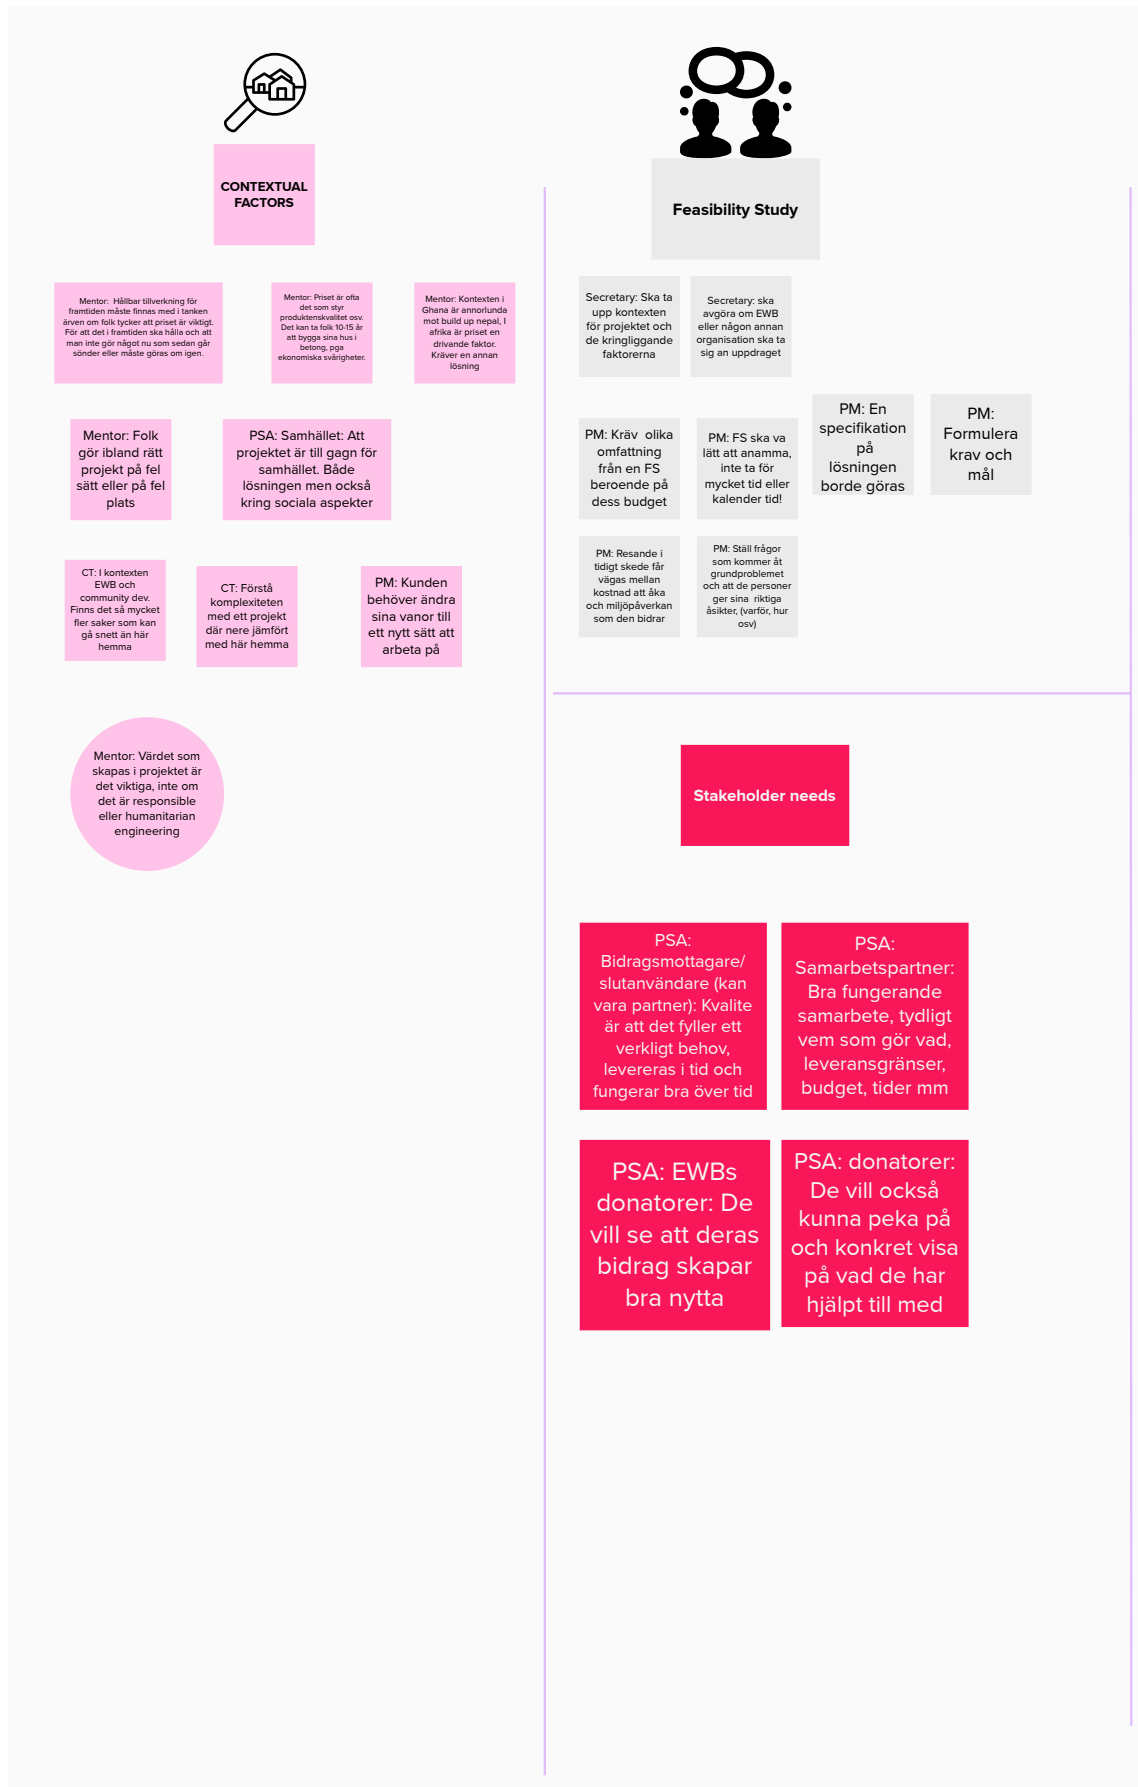 CONTEXTUAL
FACTORS
Mentor:  Hållbar tillverkning för
framtiden måste finnas med i tanken
ärven om folk tycker att priset är viktigt.
För att det i framtiden ska hålla och att
man inte gör något nu som sedan går
sönder eller måste göras om igen.
Mentor: Priset är ofta
det som styr
produktenskvalitet osv.
Det kan ta folk 10-15 år
att bygga sina hus i
betong, pga
ekonomiska svårigheter.
Mentor: Kontexten i
Ghana är annorlunda
mot build up nepal, I
afrika är priset en
drivande faktor.
Kräver en annan
lösning
Mentor: Folk
gör ibland rätt
projekt på fel
sätt eller på fel
plats
PSA: Samhället: Att
projektet är till gagn för
samhället. Både
lösningen men också
kring sociala aspekter
CT: I kontexten
EWB och
community dev.
Finns det så mycket
fler saker som kan
gå snett än här
hemma
CT: Förstå
komplexiteten
med ett projekt
där nere jämfört
med här hemma
PM: Kunden
behöver ändra
sina vanor till
ett nytt sätt att
arbeta på
Mentor: Värdet som
skapas i projektet är
det viktiga, inte om
det är responsible
eller humanitarian
engineering
Feasibility Study
Secretary: Ska ta
upp kontexten
för projektet och
de kringliggande
faktorerna
Secretary: ska
avgöra om EWB
eller någon annan
organisation ska ta
sig an uppdraget
PM: Kräv  olika
omfattning
från en FS
beroende på
dess budget
PM: FS ska va
lätt att anamma,
inte ta för
mycket tid eller
kalender tid!
PM: En
specifikation
på
lösningen
borde göras
PM:
Formulera
krav och
mål
PM: Resande i
tidigt skede får
vägas mellan
kostnad att åka
och miljöpåverkan
som den bidrar
PM: Ställ frågor
som kommer åt
grundproblemet
och att de personer
ger sina  riktiga
åsikter, (varför, hur
osv)
Stakeholder needs
PSA:
Bidragsmottagare/
slutanvändare (kan
vara partner): Kvalite
är att det fyller ett
verkligt behov,
levereras i tid och
fungerar bra över tid
PSA:
Samarbetspartner:
Bra fungerande
samarbete, tydligt
vem som gör vad,
leveransgränser,
budget, tider mm
PSA: EWBs
donatorer: De
vill se att deras
bidrag skapar
bra nytta
PSA: donatorer:
De vill också
kunna peka på
och konkret visa
på vad de har
hjälpt till med